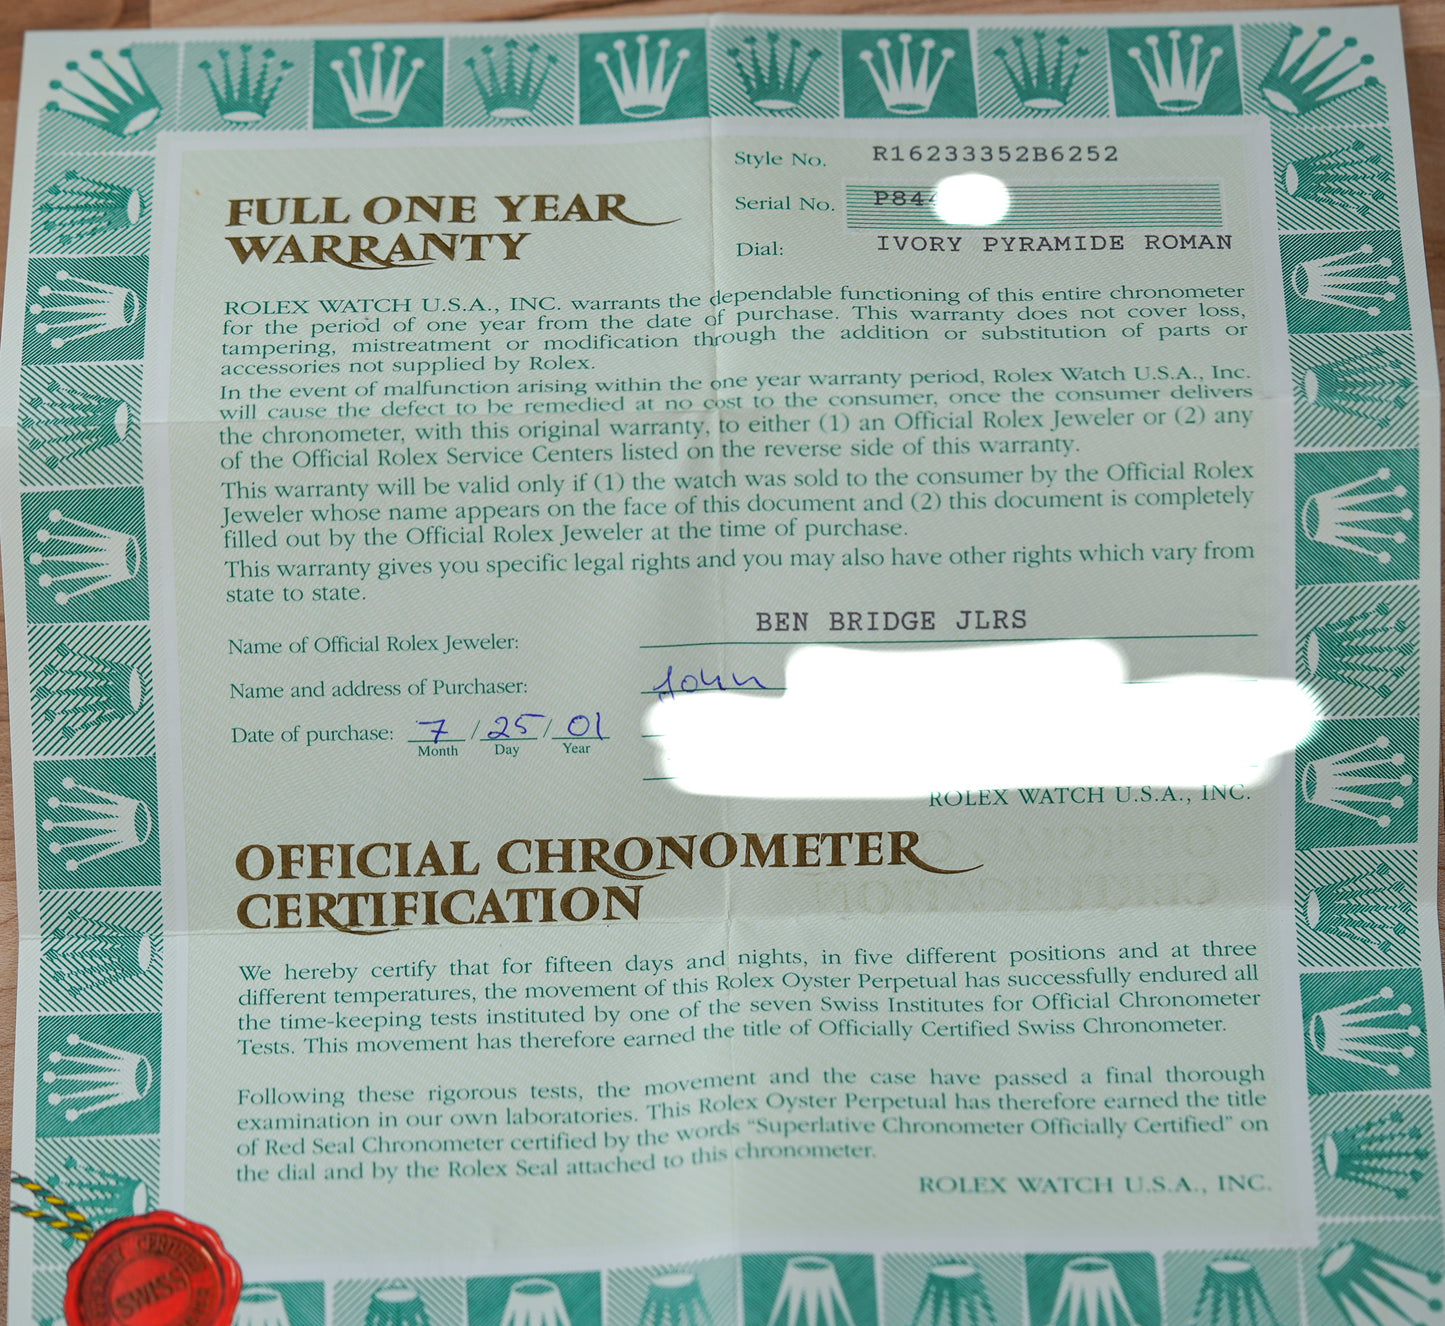 Style No. R16233352B6252
Serial No. P84
Dial: IVORY PYRAMIDE ROMAN
FULL ONE YEAR
WARRANTY
ROLEX WATCH U.S.A., INC. warrants the dependable functioning of this entire chronometer
for the period of one year from the date of purchase. This warranty does not cover loss,
tampering, mistreatment or modification through the addition or substitution of parts or
accessories not supplied by Rolex.
In the event of malfunction arising within the one year warranty period, Rolex Watch U.S.A., Inc.
will cause the defect to be remedied at no cost to the consumer, once the consumer delivers
the chronometer, with this original warranty, to either (1) an Official Rolex Jeweler or (2) any
of the Official Rolex Service Centers listed on the reverse side of this warranty.
This warranty will be valid only if (1) the watch was sold to the consumer by the Official Rolex
Jeweler whose name appears on the face of this document and (2) this document is completely
filled out by the Official Rolex Jeweler at the time of purchase.
This warranty gives you specific legal rights and you may also have other rights which vary from
state to state.
Name of Official Rolex Jeweler: BEN BRIDGE JLRS
Name and address of Purchaser: John
Date of purchase: 7 / 25 / 01
Month Day Year
ROLEX WATCH U.S.A., INC.
OFFICIAL CHRONOMETER
CERTIFICATION
We hereby certify that for fifteen days and nights, in five different positions and at three
different temperatures, the movement of this Rolex Oyster Perpetual has successfully endured all
the time-keeping tests instituted by one of the seven Swiss Institutes for Official Chronometer
Tests. This movement has therefore earned the title of Officially Certified Swiss Chronometer.
Following these rigorous tests, the movement and the case have passed a final thorough
examination in our own laboratories. This Rolex Oyster Perpetual has therefore earned the title
of Red Seal Chronometer certified by the words “Superlative Chronometer Officially Certified” on
the dial and by the Rolex Seal attached to this chronometer.
ROLEX WATCH U.S.A., INC.
SWISS